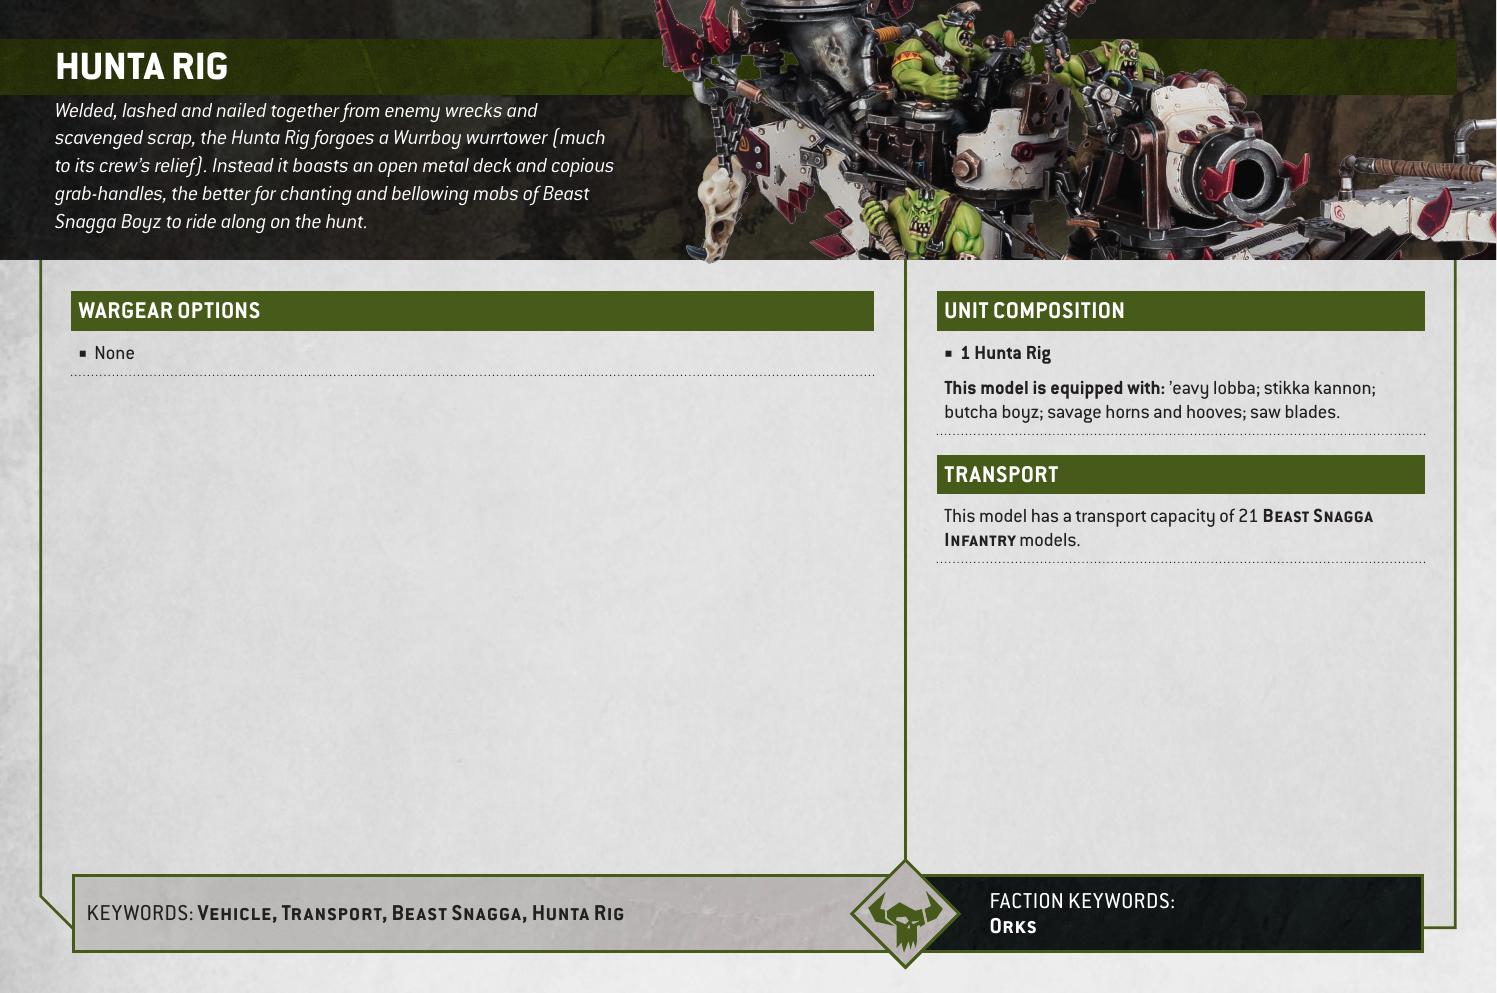 HUNTA RIG
Welded, lashed and nailed together from enemy wrecks and
scavenged scrap, the Hunta Rig forgoes a Wurrboy wurrtower (much
to its crew’s relief). Instead it boasts an open metal deck and copious
grab-handles, the better for chanting and bellowing mobs of Beast
Snagga Boyz to ride along on the hunt.
WARGEAR OPTIONS
▪ None
UNIT COMPOSITION
▪ 1 Hunta Rig
This model is equipped with: ’eavy lobba; stikka kannon;
butcha boyz; savage horns and hooves; saw blades.
TRANSPORT
This model has a transport capacity of 21 Beast Snagga
Infantry models.
KEYWORDS: Vehicle, Transport, Beast Snagga, Hunta Rig
FACTION KEYWORDS:
Orks